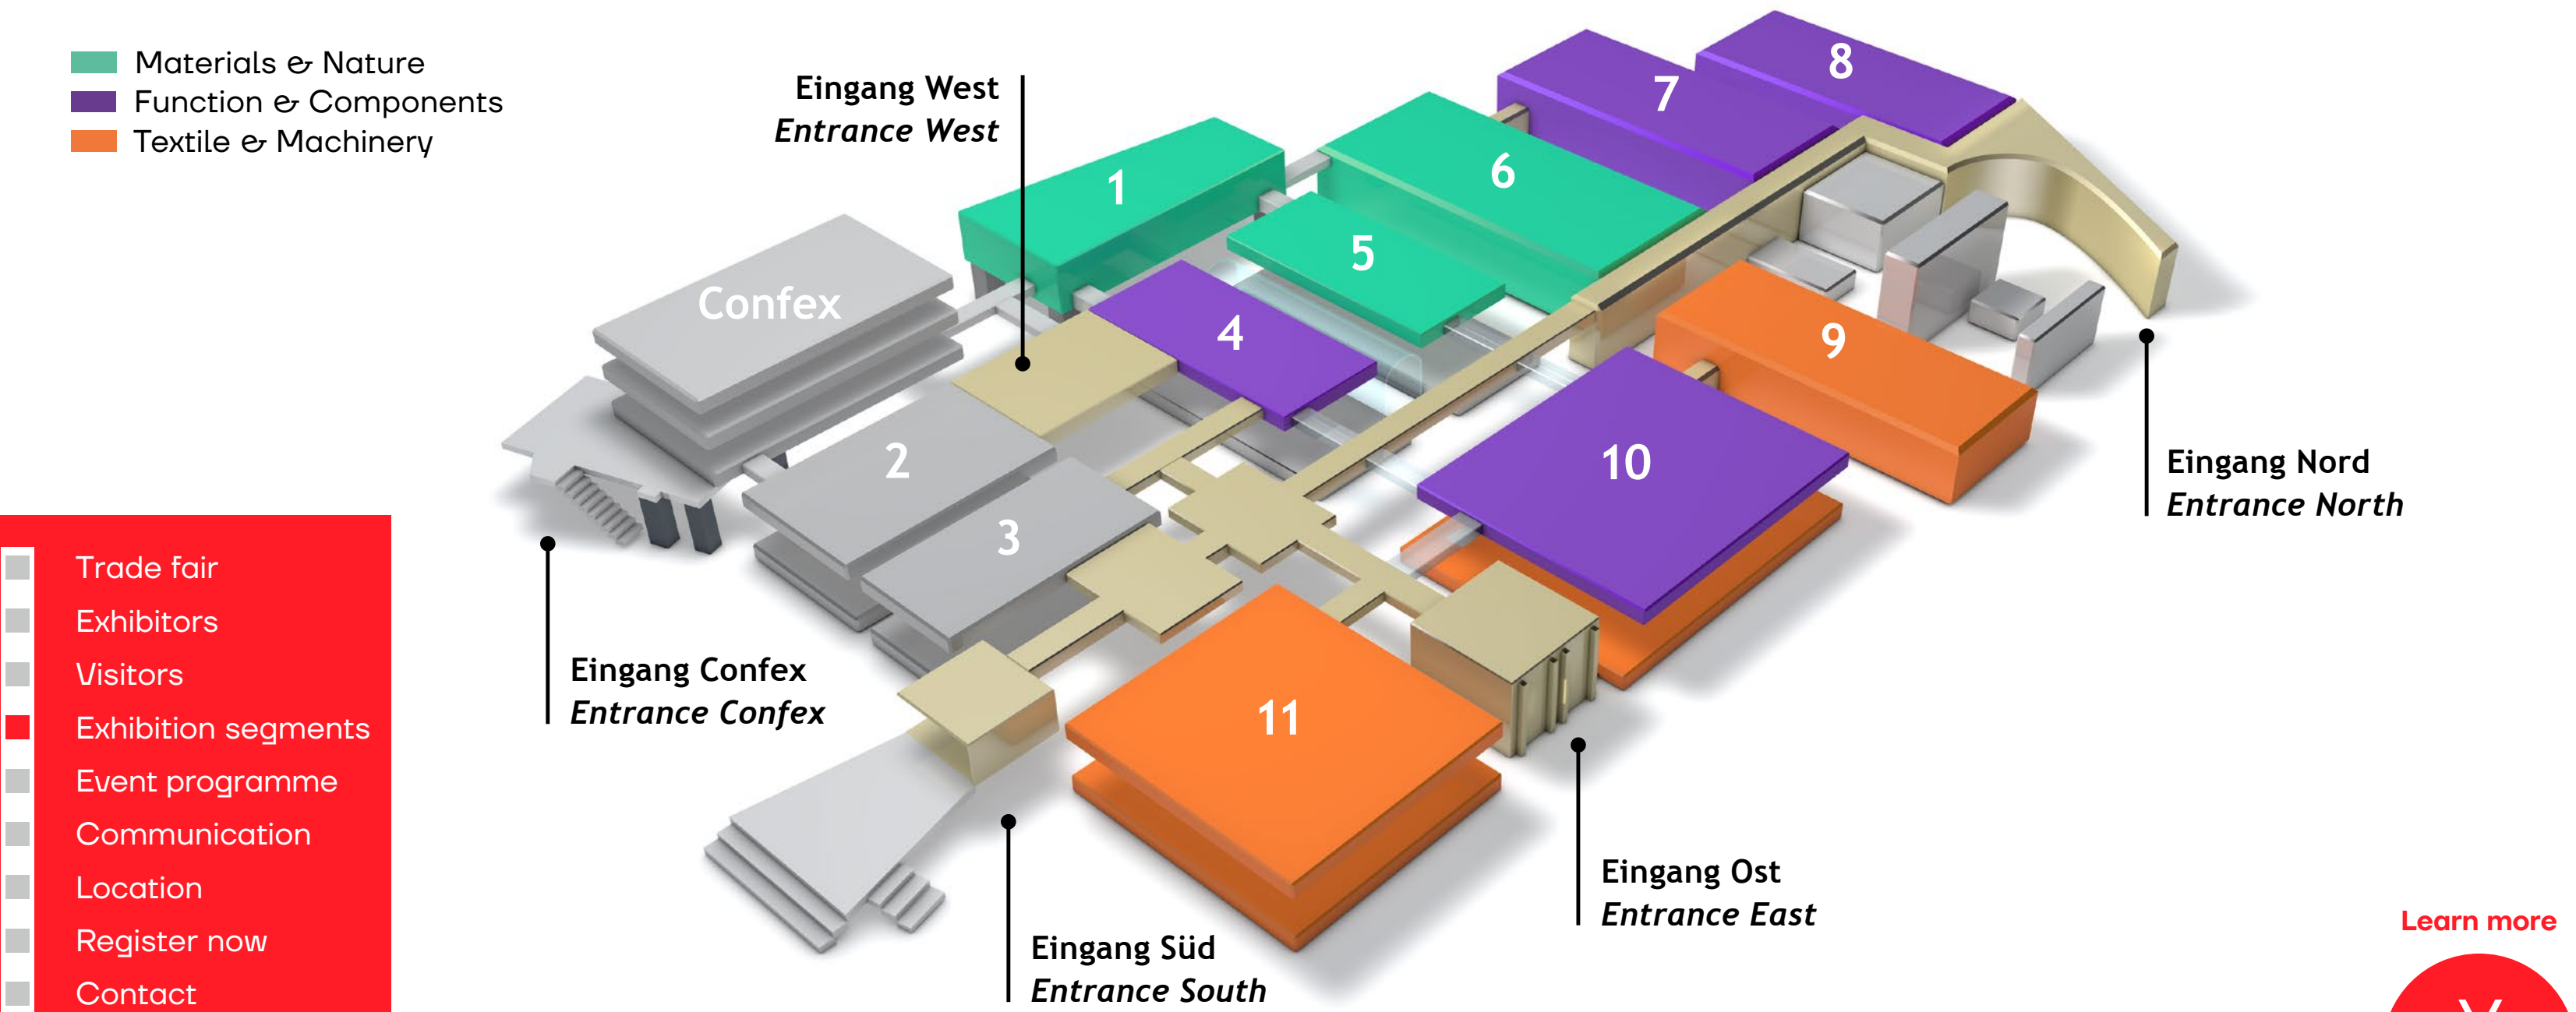 Materials & Nature
Function & Components
Textile & Machinery
Eingang West
Entrance West
8
7
1
6
5
Confex
4
9
2
10
3
Eingang Nord
Entrance North
Eingang Confex
Entrance Confex
11
Eingang Ost
Entrance East
Eingang Süd
Entrance South
Trade fair
Exhibitors
Visitors
Exhibition segments
Event programme
Communication
Location
Register now
Contact
Learn more